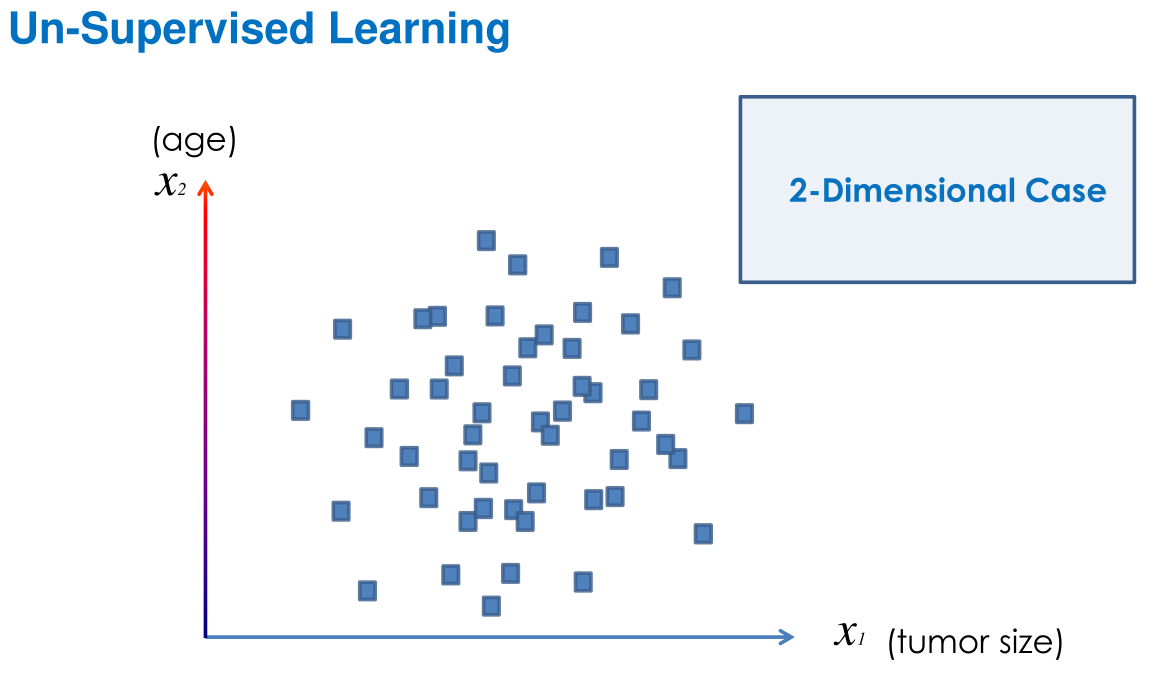 Un-Supervised Learning
(age)
x2
2-Dimensional Case
x1 (tumor size)